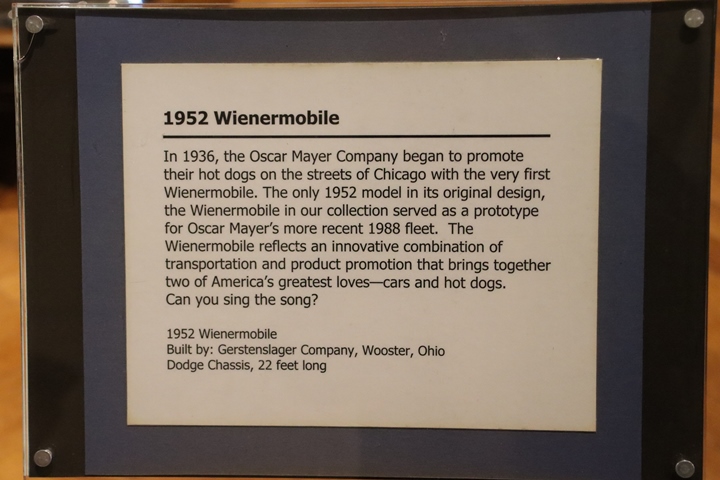 1952 Wienermobile
In 1936, the Oscar Mayer Company began to promote
their hot dogs on the streets of Chicago with the very first
Wienermobile. The only 1952 model in its original design,
the Wienermobile in our collection served as a prototype
for Oscar Mayer's more recent 1988 fleet.  The
Wienermobile reflects an innovative combination of
transportation and product promotion that brings together
two of America's greatest loves—cars and hot dogs.
Can you sing the song?
1952 Wienermobile
Built by: Gerstenslager Company, Wooster, Ohio
Dodge Chassis, 22 feet long